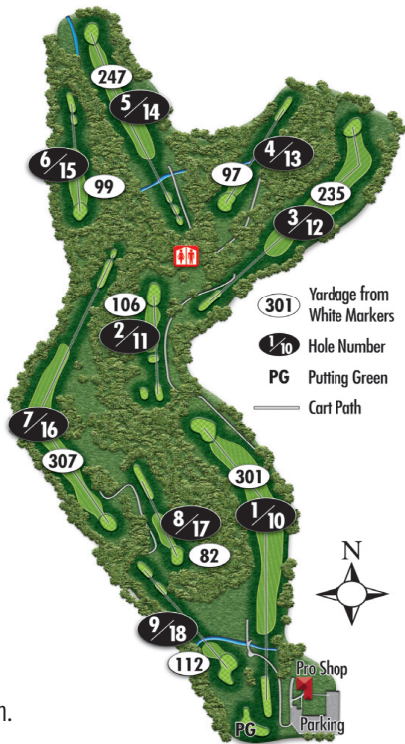 247
5/14
6/15
99
4/13
97
235
3/12
106
2/11
301 Yardage from
White Markers
1/10 Hole Number
PG Putting Green
Cart Path
7/16
307
301
1/10
8/17
82
N
9/18
112
Pro Shop
Parking
PG